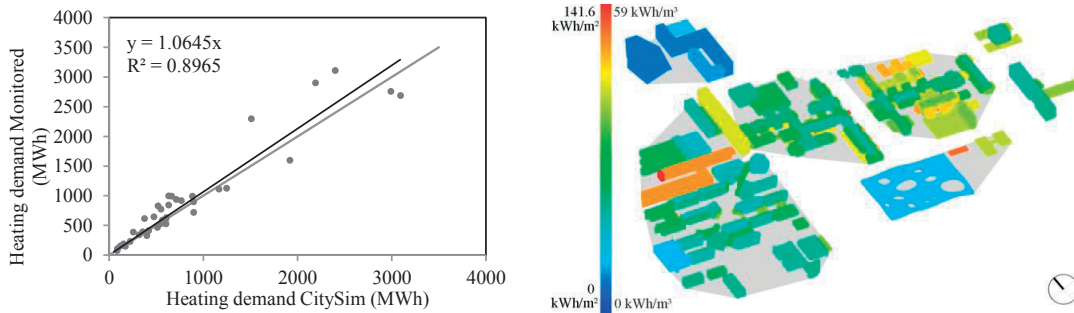 y = 1.0645x
R² = 0.8965
Heating demand Monitored
(MWh)
4000
3500
3000
2500
2000
1500
1000
500
0
0
1000
2000
3000
4000
Heating demand CitySim (MWh)
141.6
kWh/m²
59 kWh/m³
0
kWh/m²
0 kWh/m³